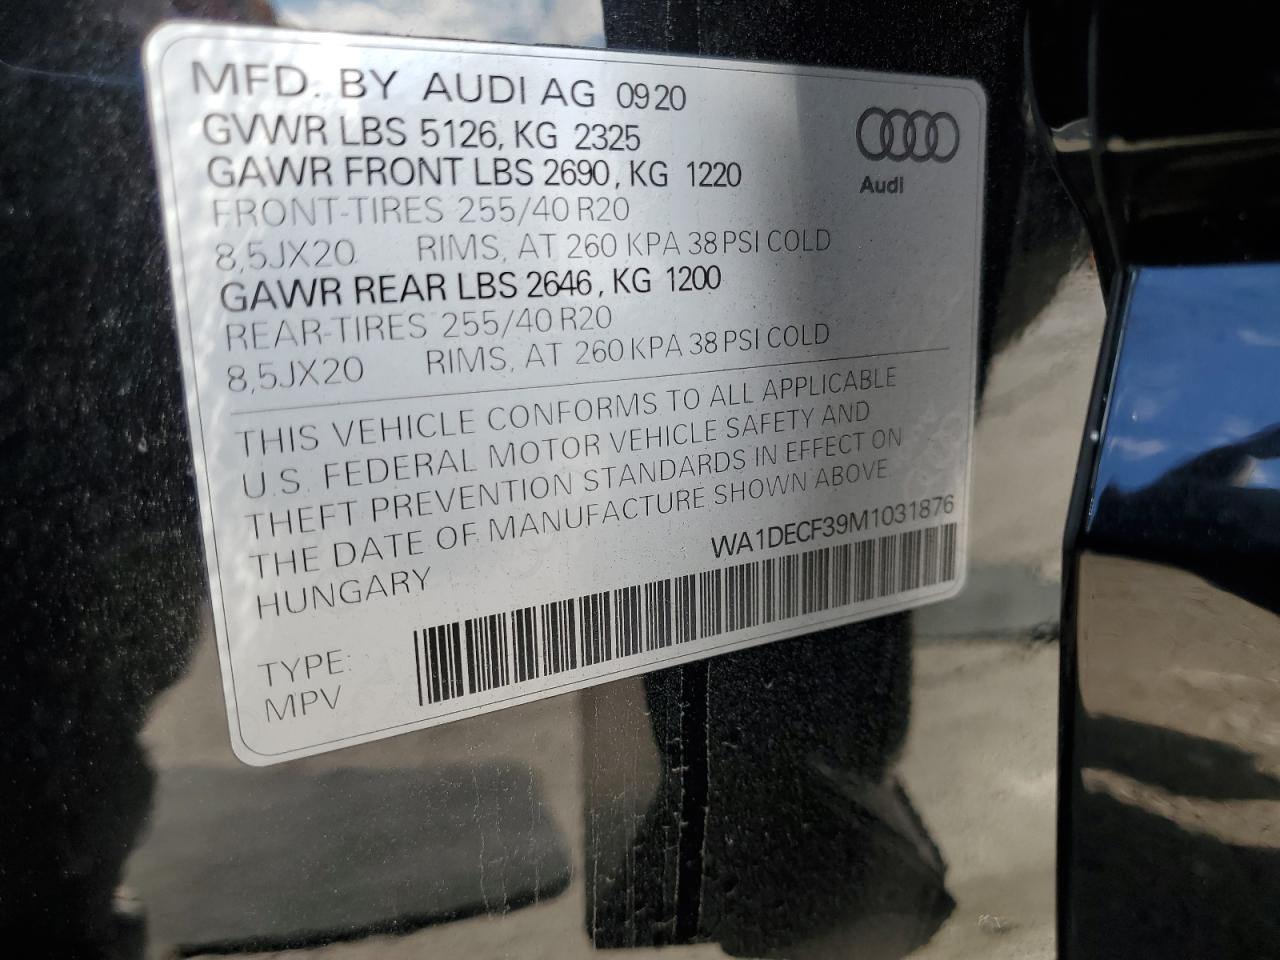 MFD. BY AUDI AG 0920
GVWR LBS 5126, KG 2325
GAWR FRONT LBS 2690, KG 1220
FRONT-TIRES 255/40 R20
8,5JX20 RIMS, AT 260 KPA 38 PSI COLD
GAWR REAR LBS 2646, KG 1200
REAR-TIRES 255/40 R20
8,5JX20 RIMS, AT 260 KPA 38 PSI COLD
Audi
THIS VEHICLE CONFORMS TO ALL APPLICABLE
U.S. FEDERAL MOTOR VEHICLE SAFETY AND
THEFT PREVENTION STANDARDS IN EFFECT ON
THE DATE OF MANUFACTURE SHOWN ABOVE
HUNGARY
WA1DECF39M1031876
TYPE:
MPV